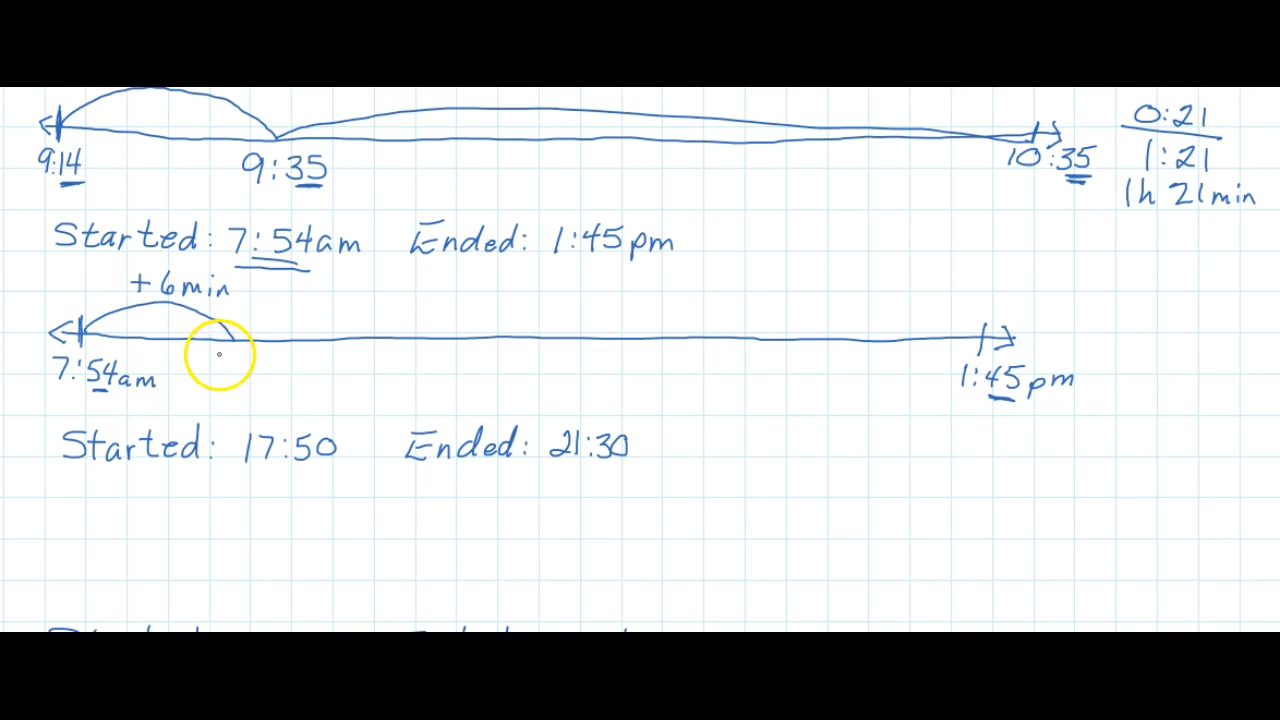 0:21
9:14 9:35 10:35 1:21
1h 21min
Started: 7:54am Ended: 1:45pm
+6min
7:54am 1:45pm
Started: 17:50 Ended: 21:30